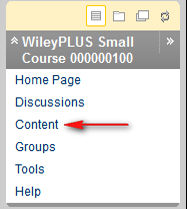 WileyPLUS Small
Course 000000100
Home Page
Discussions
Content
Groups
Tools
Help